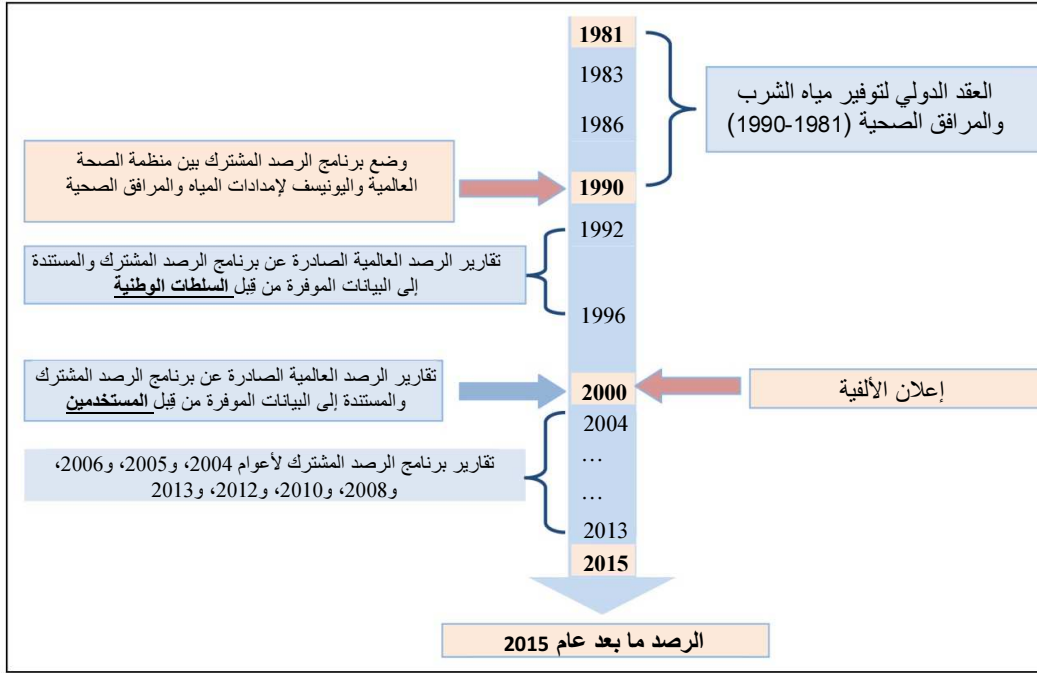 1981
1983
1986
العقد الدولي لتوفير مياه الشرب
والمرافق الصحية (1981-1990)
وضع برنامج الرصد المشترك بين منظمة الصحة
العالمية واليونيسف لإمدادات المياه والمرافق الصحية
1990
1992
تقارير الرصد العالمية الصادرة عن برنامج الرصد المشترك والمستندة
إلى البيانات الموفرة من قِبل السلطات الوطنية
1996
تقارير الرصد العالمية الصادرة عن برنامج الرصد المشترك
والمستندة إلى البيانات الموفرة من قِبل المستخدمين
2000
إعلان الألفية
2004
...
...
2013
تقارير برنامج الرصد المشترك لأعوام 2004، و2005، و2006،
و2008، و2010، و2012، و2013
2015
الرصد ما بعد عام 2015